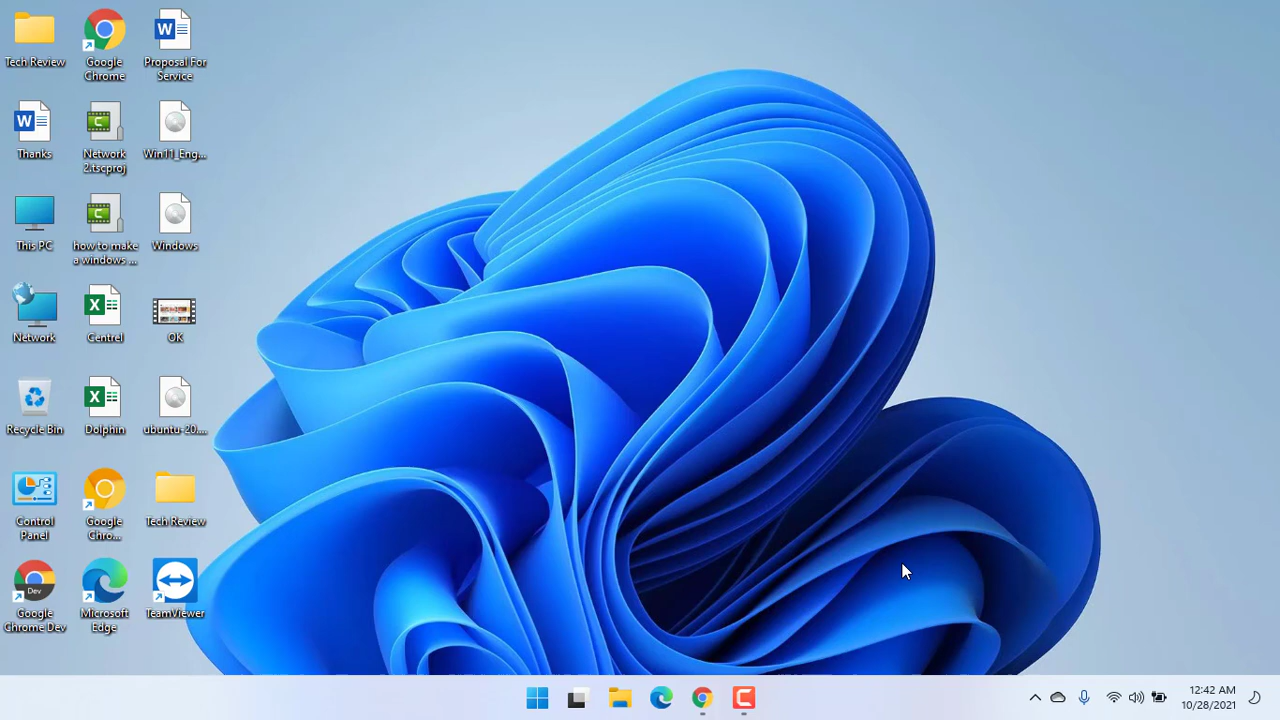 Tech Review
Google
Chrome
Proposal For
Service
Thanks
Network
2.tscproj
Win11_Eng...
This PC
how to make
a windows ...
Windows
Network
Centrel
OK
Recycle Bin
Dolphin
ubuntu-20....
Control
Panel
Google
Chro...
Tech Review
Dev
Google
Chrome Dev
Microsoft
Edge
TeamViewer
12:42 AM
10/28/2021